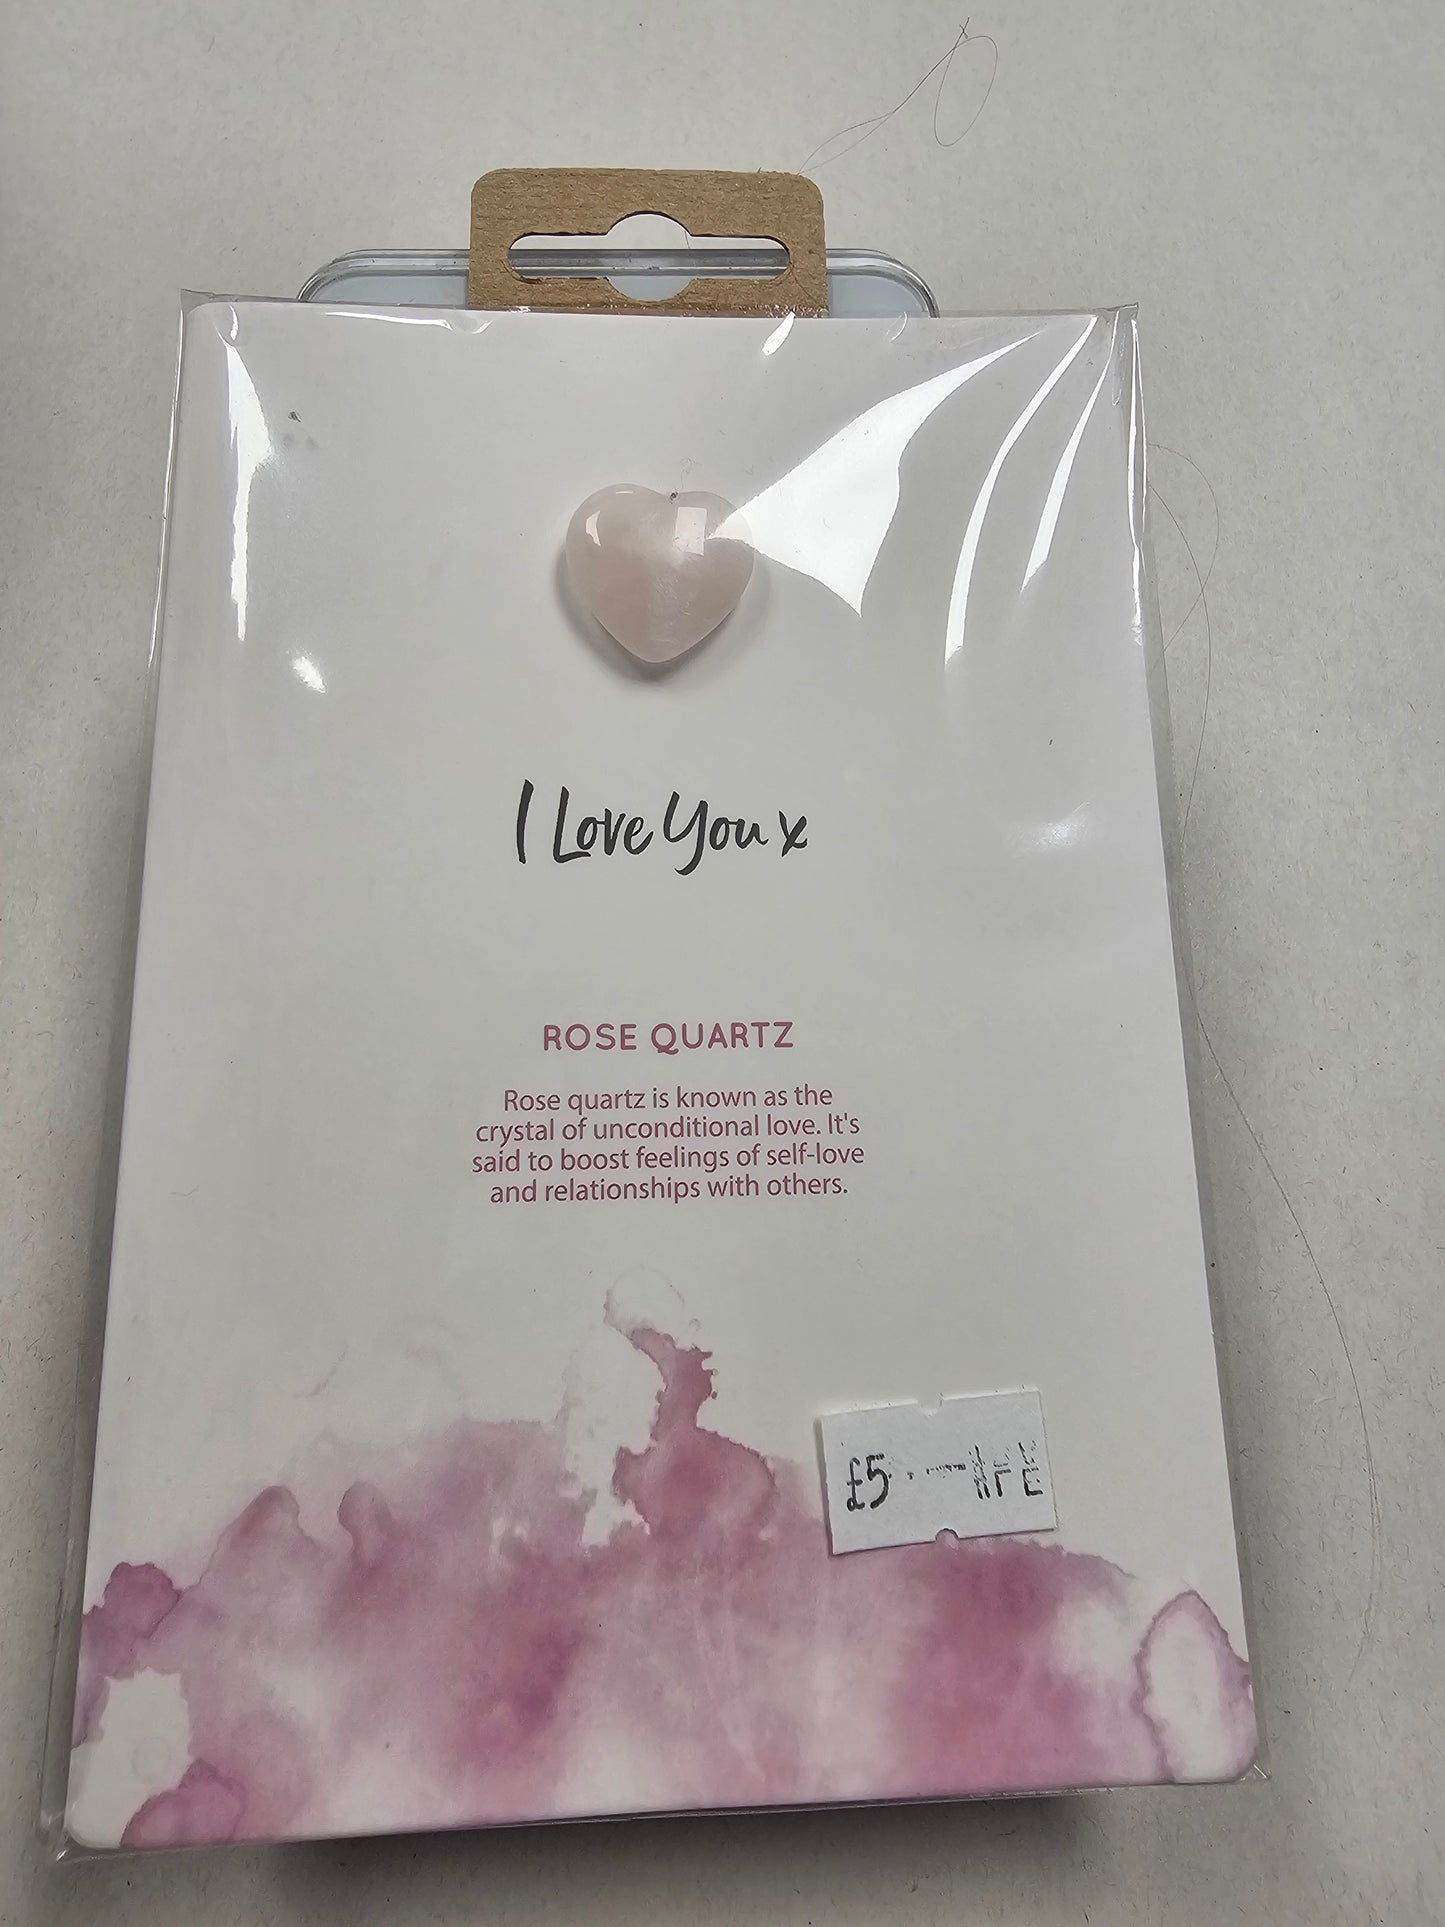 I Love You x
ROSE QUARTZ
Rose quartz is known as the
crystal of unconditional love. It's
said to boost feelings of self-love
and relationships with others.
£5